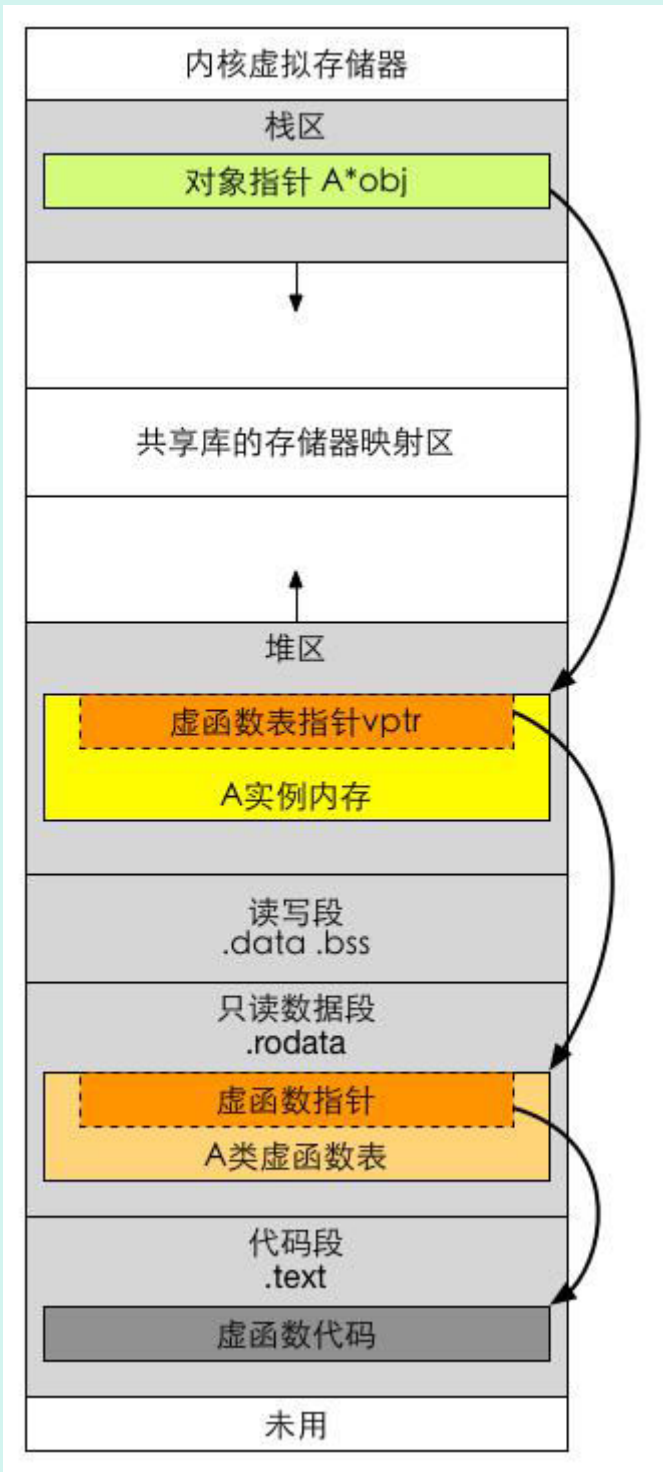 内核虚拟存储器
栈区
对象指针 A*obj
共享库的存储器映射区
堆区
虚函数表指针vptr
A实例内存
读写段
.data .bss
只读数据段
.rodata
虚函数指针
A类虚函数表
代码段
.text
虚函数代码
未用